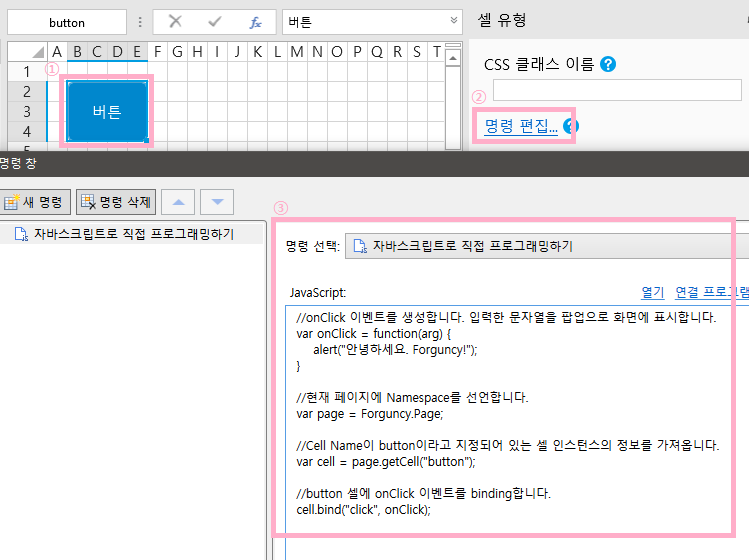 button
버튼
셀 유형
A B C D E F G H I J K L M N O P Q R S T
CSS 클래스 이름 ?
①
1
2
3
4
5
버튼
②
명령 편집... ?
명령 창
새 명령
명령 삭제
③
자바스크립트로 직접 프로그래밍하기
명령 선택:
자바스크립트로 직접 프로그래밍하기
JavaScript:
열기
연결 프로그램
//onClick 이벤트를 생성합니다. 입력한 문자열을 팝업으로 화면에 표시합니다.
var onClick = function(arg) {
alert("안녕하세요. Forguncy!");
}
//현재 페이지에 Namespace를 선언합니다.
var page = Forguncy.Page;
//Cell Name이 button이라고 지정되어 있는 셀 인스턴스의 정보를 가져옵니다.
var cell = page.getCell("button");
//button 셀에 onClick 이벤트를 binding합니다.
cell.bind("click", onClick);